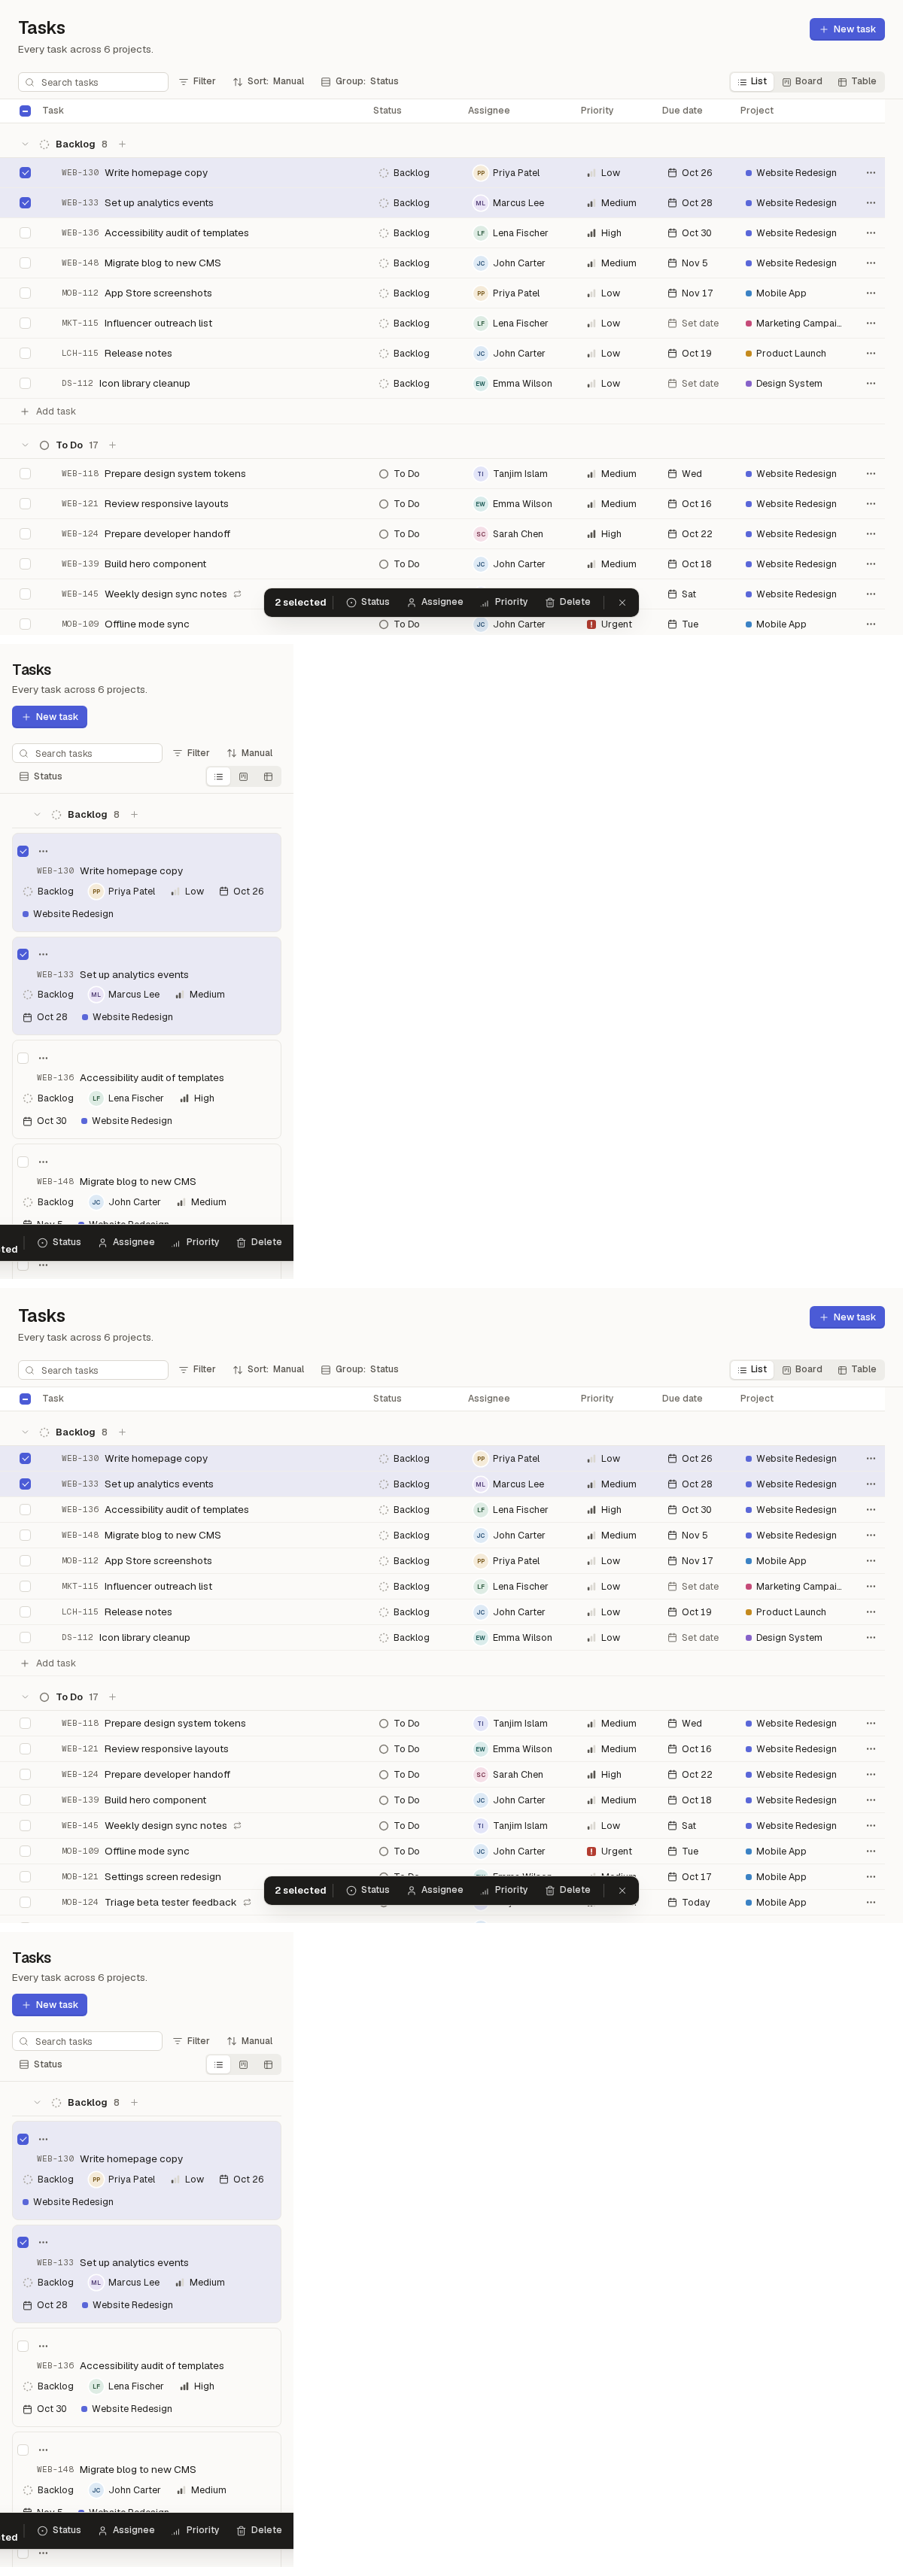 Tasks
New task
Every task across 6 projects.
Search tasks Filter Sort: Manual Group: Status List Board Table
Task Status Assignee Priority Due date Project
Backlog 8
WEB-130 Write homepage copy Backlog PP Priya Patel Low Oct 26 Website Redesign
WEB-133 Set up analytics events Backlog ML Marcus Lee Medium Oct 28 Website Redesign
WEB-136 Accessibility audit of templates Backlog LF Lena Fischer High Oct 30 Website Redesign
WEB-148 Migrate blog to new CMS Backlog JC John Carter Medium Nov 5 Website Redesign
MOB-112 App Store screenshots Backlog PP Priya Patel Low Nov 17 Mobile App
MKT-115 Influencer outreach list Backlog LF Lena Fischer Low Set date Marketing Campai...
LCH-115 Release notes Backlog JC John Carter Low Oct 19 Product Launch
DS-112 Icon library cleanup Backlog EW Emma Wilson Low Set date Design System
Add task
To Do 17
WEB-118 Prepare design system tokens To Do TI Tanjim Islam Medium Wed Website Redesign
WEB-121 Review responsive layouts To Do EW Emma Wilson Medium Oct 16 Website Redesign
WEB-124 Prepare developer handoff To Do SC Sarah Chen High Oct 22 Website Redesign
WEB-139 Build hero component To Do JC John Carter Medium Oct 18 Website Redesign
WEB-145 Weekly design sync notes Sat Website Redesign
2 selected Status Assignee Priority Delete
MOB-109 Offline mode sync To Do JC John Carter Urgent Tue Mobile App
Tasks
Every task across 6 projects.
New task
Search tasks Filter Manual
Status
Backlog 8
WEB-130 Write homepage copy
Backlog PP Priya Patel Low Oct 26
Website Redesign
WEB-133 Set up analytics events
Backlog ML Marcus Lee Medium
Oct 28 Website Redesign
WEB-136 Accessibility audit of templates
Backlog LF Lena Fischer High
Oct 30 Website Redesign
WEB-148 Migrate blog to new CMS
Backlog JC John Carter Medium
Nov 5 Website Redesign
ted Status Assignee Priority Delete
Tasks
New task
Every task across 6 projects.
Search tasks Filter Sort: Manual Group: Status List Board Table
Task Status Assignee Priority Due date Project
Backlog 8
WEB-130 Write homepage copy Backlog PP Priya Patel Low Oct 26 Website Redesign
WEB-133 Set up analytics events Backlog ML Marcus Lee Medium Oct 28 Website Redesign
WEB-136 Accessibility audit of templates Backlog LF Lena Fischer High Oct 30 Website Redesign
WEB-148 Migrate blog to new CMS Backlog JC John Carter Medium Nov 5 Website Redesign
MOB-112 App Store screenshots Backlog PP Priya Patel Low Nov 17 Mobile App
MKT-115 Influencer outreach list Backlog LF Lena Fischer Low Set date Marketing Campai...
LCH-115 Release notes Backlog JC John Carter Low Oct 19 Product Launch
DS-112 Icon library cleanup Backlog EW Emma Wilson Low Set date Design System
Add task
To Do 17
WEB-118 Prepare design system tokens To Do TI Tanjim Islam Medium Wed Website Redesign
WEB-121 Review responsive layouts To Do EW Emma Wilson Medium Oct 16 Website Redesign
WEB-124 Prepare developer handoff To Do SC Sarah Chen High Oct 22 Website Redesign
WEB-139 Build hero component To Do JC John Carter Medium Oct 18 Website Redesign
WEB-145 Weekly design sync notes To Do TI Tanjim Islam Low Sat Website Redesign
MOB-109 Offline mode sync To Do JC John Carter Urgent Tue Mobile App
MOB-121 Settings screen redesign To Do Emma Wilson Medium Oct 17 Mobile App
2 selected Status Assignee Priority Delete
MOB-124 Triage beta tester feedback Today Mobile App
Tasks
Every task across 6 projects.
New task
Search tasks Filter Manual
Status
Backlog 8
WEB-130 Write homepage copy
Backlog PP Priya Patel Low Oct 26
Website Redesign
WEB-133 Set up analytics events
Backlog ML Marcus Lee Medium
Oct 28 Website Redesign
WEB-136 Accessibility audit of templates
Backlog LF Lena Fischer High
Oct 30 Website Redesign
WEB-148 Migrate blog to new CMS
Backlog JC John Carter Medium
Nov 5 Website Redesign
ted Status Assignee Priority Delete